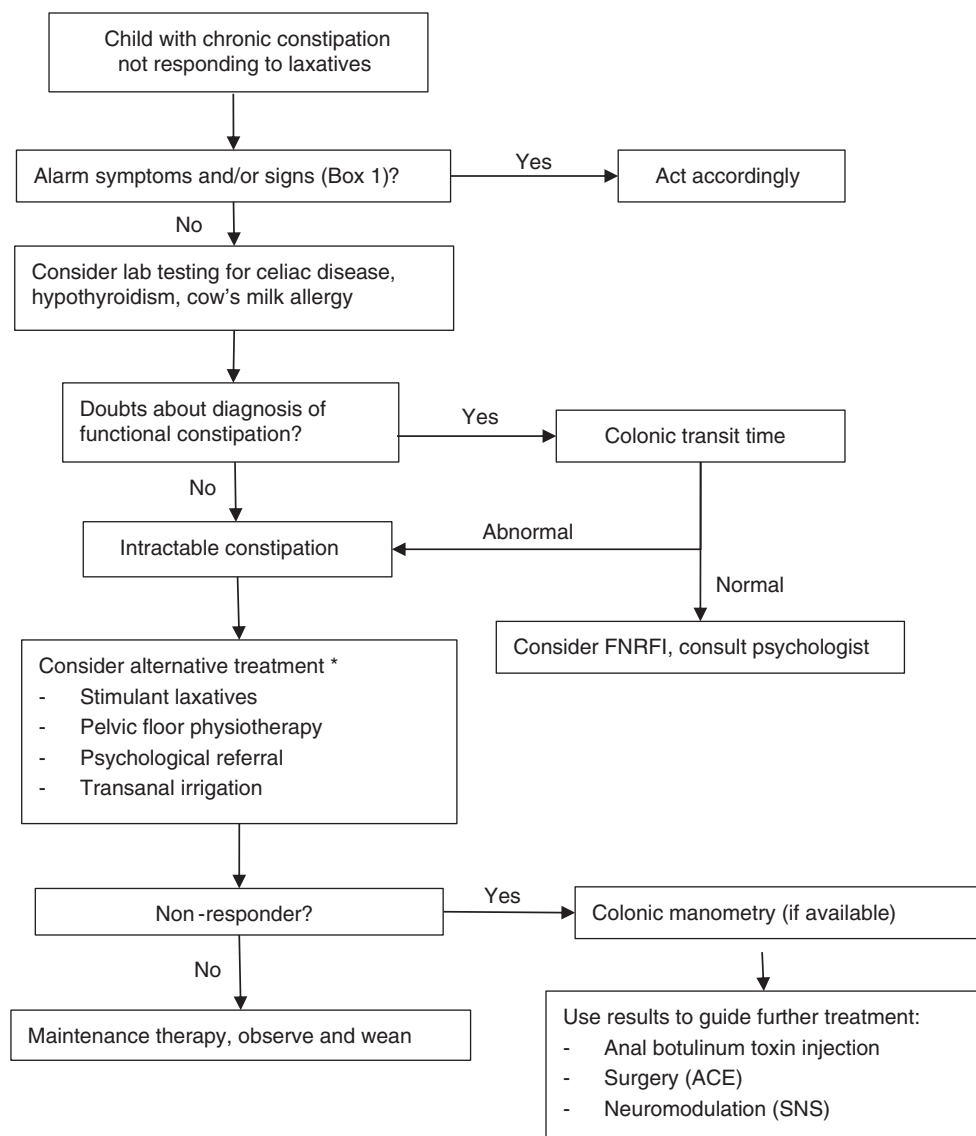 Child with chronic constipation
not responding to laxatives
Alarm symptoms and/or signs (Box 1)?
Yes
Act accordingly
No
Consider lab testing for celiac disease,
hypothyroidism, cow's milk allergy
Doubts about diagnosis of
functional constipation?
Yes
Colonic transit time
No
Intractable constipation
Abnormal
Normal
Consider FNRFI, consult psychologist
Consider alternative treatment *
- Stimulant laxatives
- Pelvic floor physiotherapy
- Psychological referral
- Transanal irrigation
Non-responder?
Yes
Colonic manometry (if available)
No
Maintenance therapy, observe and wean
Use results to guide further treatment:
- Anal botulinum toxin injection
- Surgery (ACE)
- Neuromodulation (SNS)